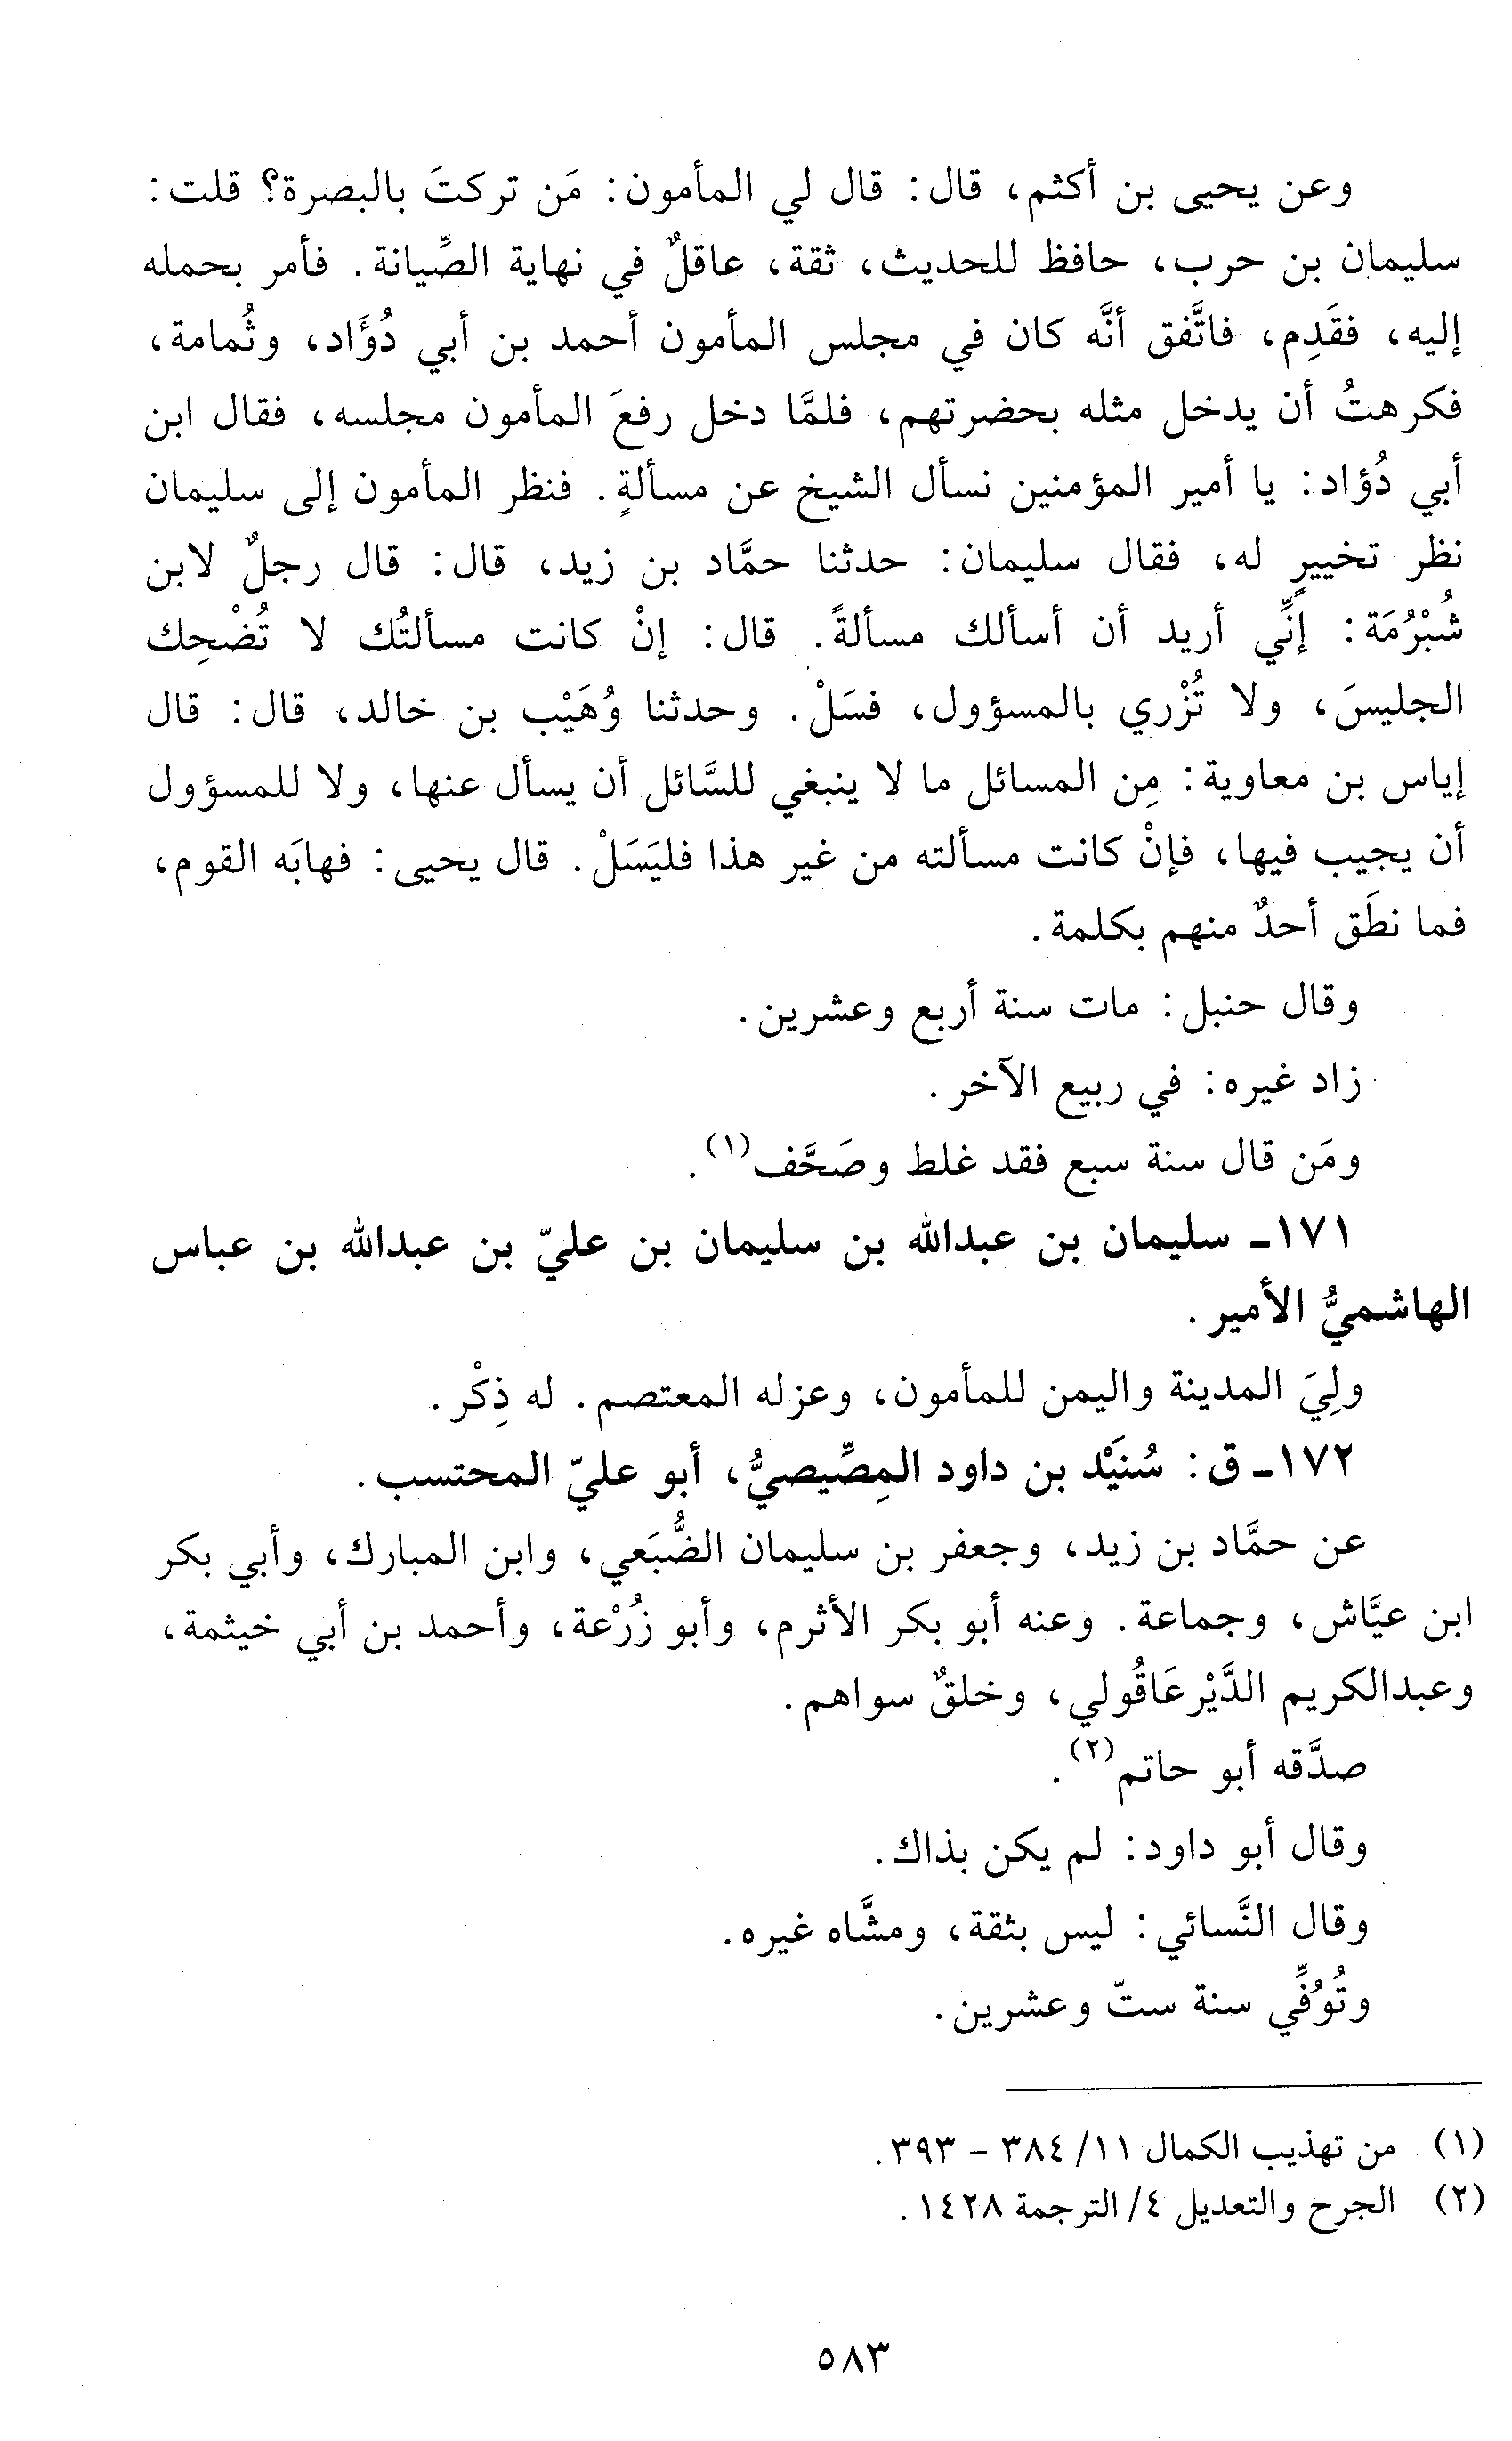 وعن يحيى بن أكثم، قال: قال لي المأمون: مَن تركتَ بالبصرة؟ قلت:
سليمان بن حرب، حافظ للحديث، ثقة، عاقلٌ في نهاية الصِّيانة. فأمر بحمله
إليه، فقَدِم، فاتَّفق أنَّه كان في مجلس المأمون أحمد بن أبي دُؤَاد، وثُمامة،
فكرهتُ أن يدخل مثله بحضرتهم، فلمَّا دخل رفعَ المأمون مجلسه، فقال ابن
أبي دُؤاد: يا أمير المؤمنين نسأل الشيخ عن مسألةٍ. فنظر المأمون إلى سليمان
نظر تخييرٍ له، فقال سليمان: حدثنا حمَّاد بن زيد، قال: قال رجلٌ لابن
شُبْرُمَة: إنِّي أريد أن أسألك مسألةً. قال: إنْ كانت مسألتُك لا تُضْحِك
الجليسَ، ولا تُزْري بالمسؤول، فسَلْ. وحدثنا وُهَيْب بن خالد، قال: قال
إياس بن معاوية: مِن المسائل ما لا ينبغي للسَّائل أن يسأل عنها، ولا للمسؤول
أن يجيب فيها، فإنْ كانت مسألته من غير هذا فليَسَلْ. قال يحيى: فهابَه القوم،
فما نطَق أحدٌ منهم بكلمة.
وقال حنبل: مات سنة أربع وعشرين.
زاد غيره: في ربيع الآخر.
ومَن قال سنة سبع فقد غلط وصَحَّف(١).
١٧١- سليمان بن عبدالله بن سليمان بن عليّ بن عبدالله بن عباس
الهاشميُّ الأمير.
ولِيَ المدينة واليمن للمأمون، وعزله المعتصم. له ذِكْر.
١٧٢- ق: سُنَيْد بن داود المِصِّيصيُّ، أبو عليّ المحتسب.
عن حمَّاد بن زيد، وجعفر بن سليمان الضُّبَعي، وابن المبارك، وأبي بكر
ابن عيَّاش، وجماعة. وعنه أبو بكر الأثرم، وأبو زُرْعة، وأحمد بن أبي خيثمة،
وعبدالكريم الدَّيْرعَاقُولي، وخلقٌ سواهم.
صدَّقه أبو حاتم(٢).
وقال أبو داود: لم يكن بذاك.
وقال النَّسائي: ليس بثقة، ومشَّاه غيره.
وتُوُفِّي سنة ستّ وعشرين.
(١) من تهذيب الكمال ١١/ ٣٨٤ - ٣٩٣.
(٢) الجرح والتعديل ٤/ الترجمة ١٤٢٨.
٥٨٣